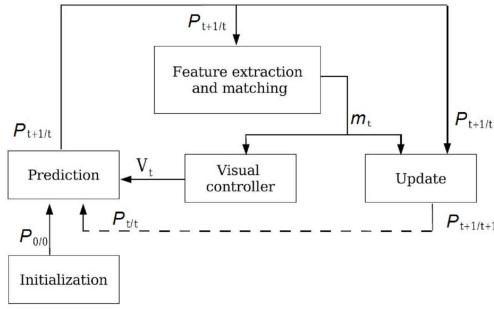 P t+1/t
Feature extraction
and matching
P t+1/t
m t
P t+1/t
Prediction
V t
Visual
controller
Update
P t/t
P t+1/t+1
P 0/0
Initialization